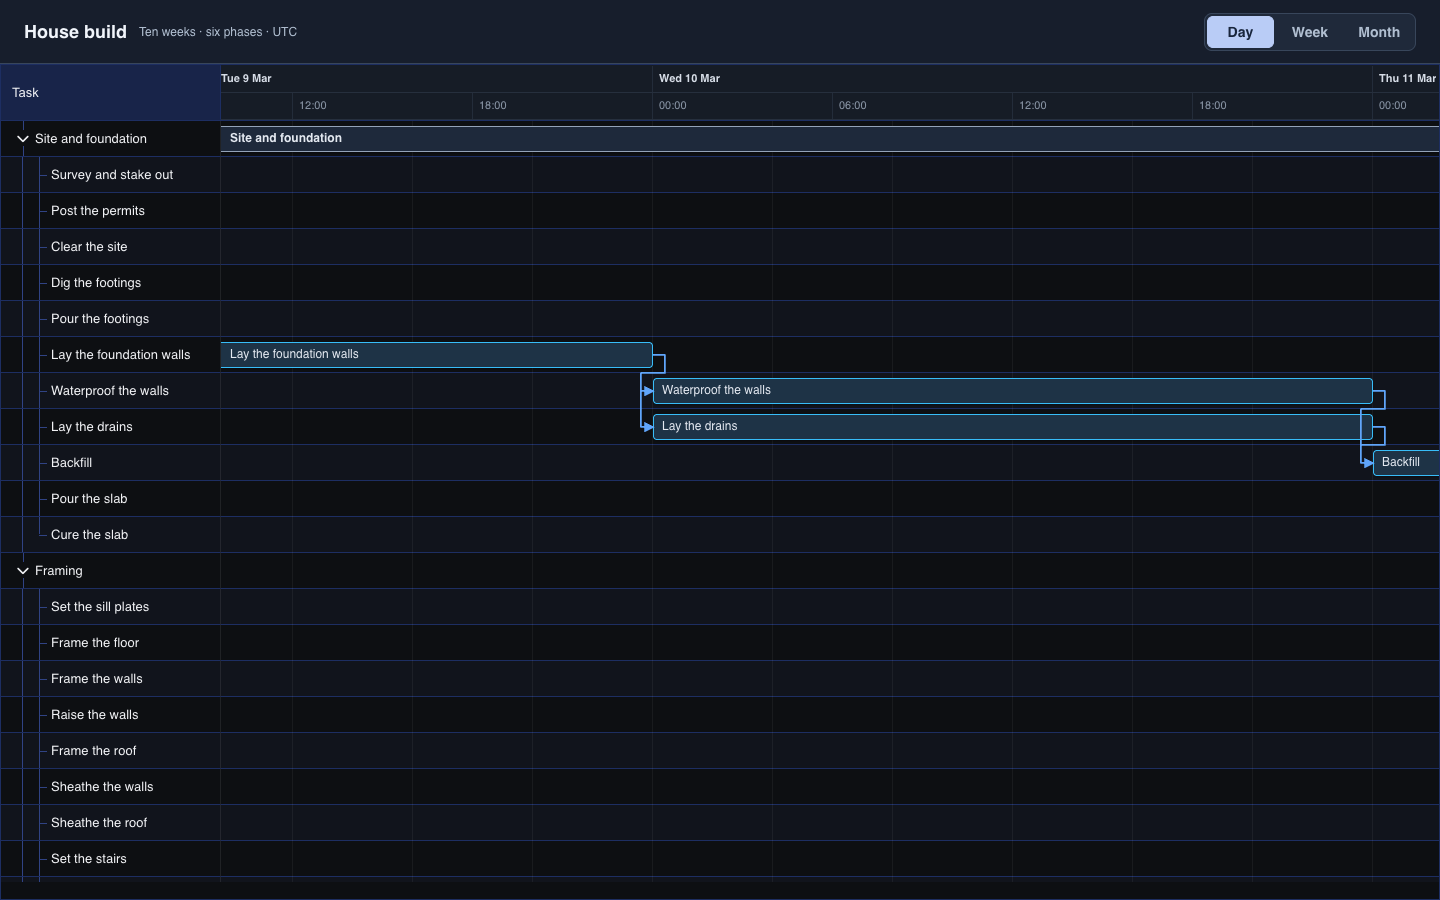 House build
Ten weeks · six phases · UTC
Day
Week
Month
Task
Tue 9 Mar
Wed 10 Mar
Thu 11 Mar
12:00
18:00
00:00
06:00
12:00
18:00
00:00
Site and foundation
Site and foundation
Survey and stake out
Post the permits
Clear the site
Dig the footings
Pour the footings
Lay the foundation walls
Lay the foundation walls
Waterproof the walls
Waterproof the walls
Lay the drains
Lay the drains
Backfill
Backfill
Pour the slab
Cure the slab
Framing
Set the sill plates
Frame the floor
Frame the walls
Raise the walls
Frame the roof
Sheathe the walls
Sheathe the roof
Set the stairs